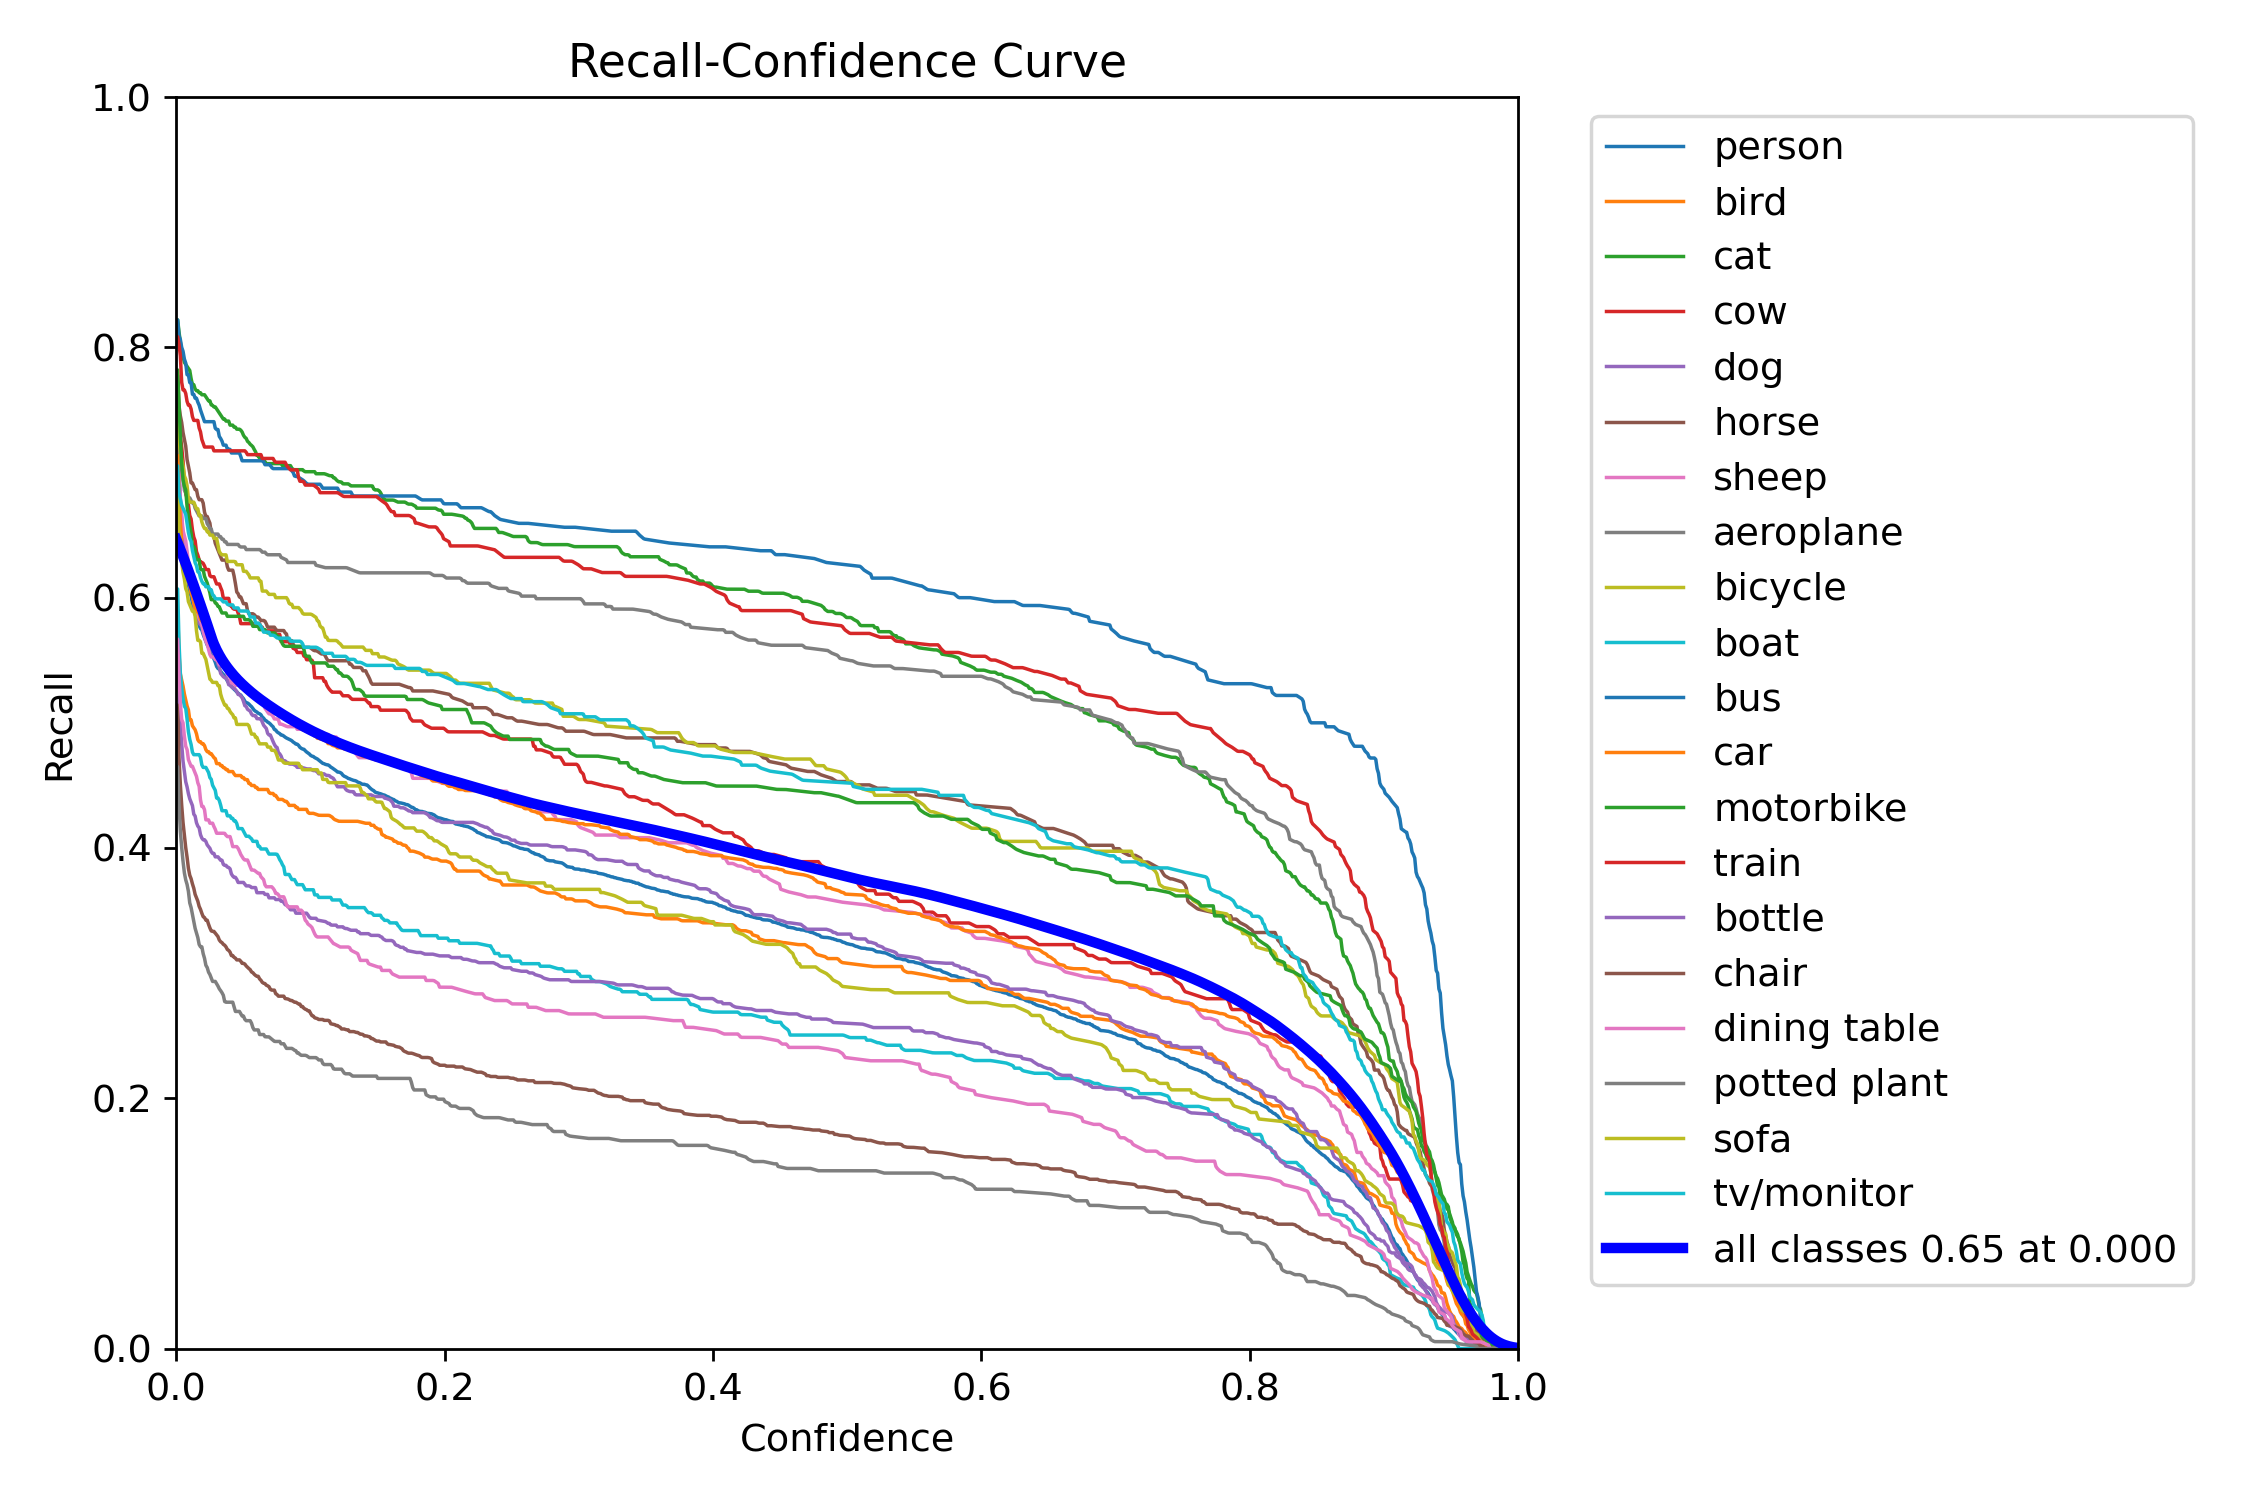 Recall-Confidence Curve
1.0
0.8
0.6
0.4
0.2
0.0
Recall
0.0 0.2 0.4 0.6 0.8 1.0
Confidence
person
bird
cat
cow
dog
horse
sheep
aeroplane
bicycle
boat
bus
car
motorbike
train
bottle
chair
dining table
potted plant
sofa
tv/monitor
all classes 0.65 at 0.000